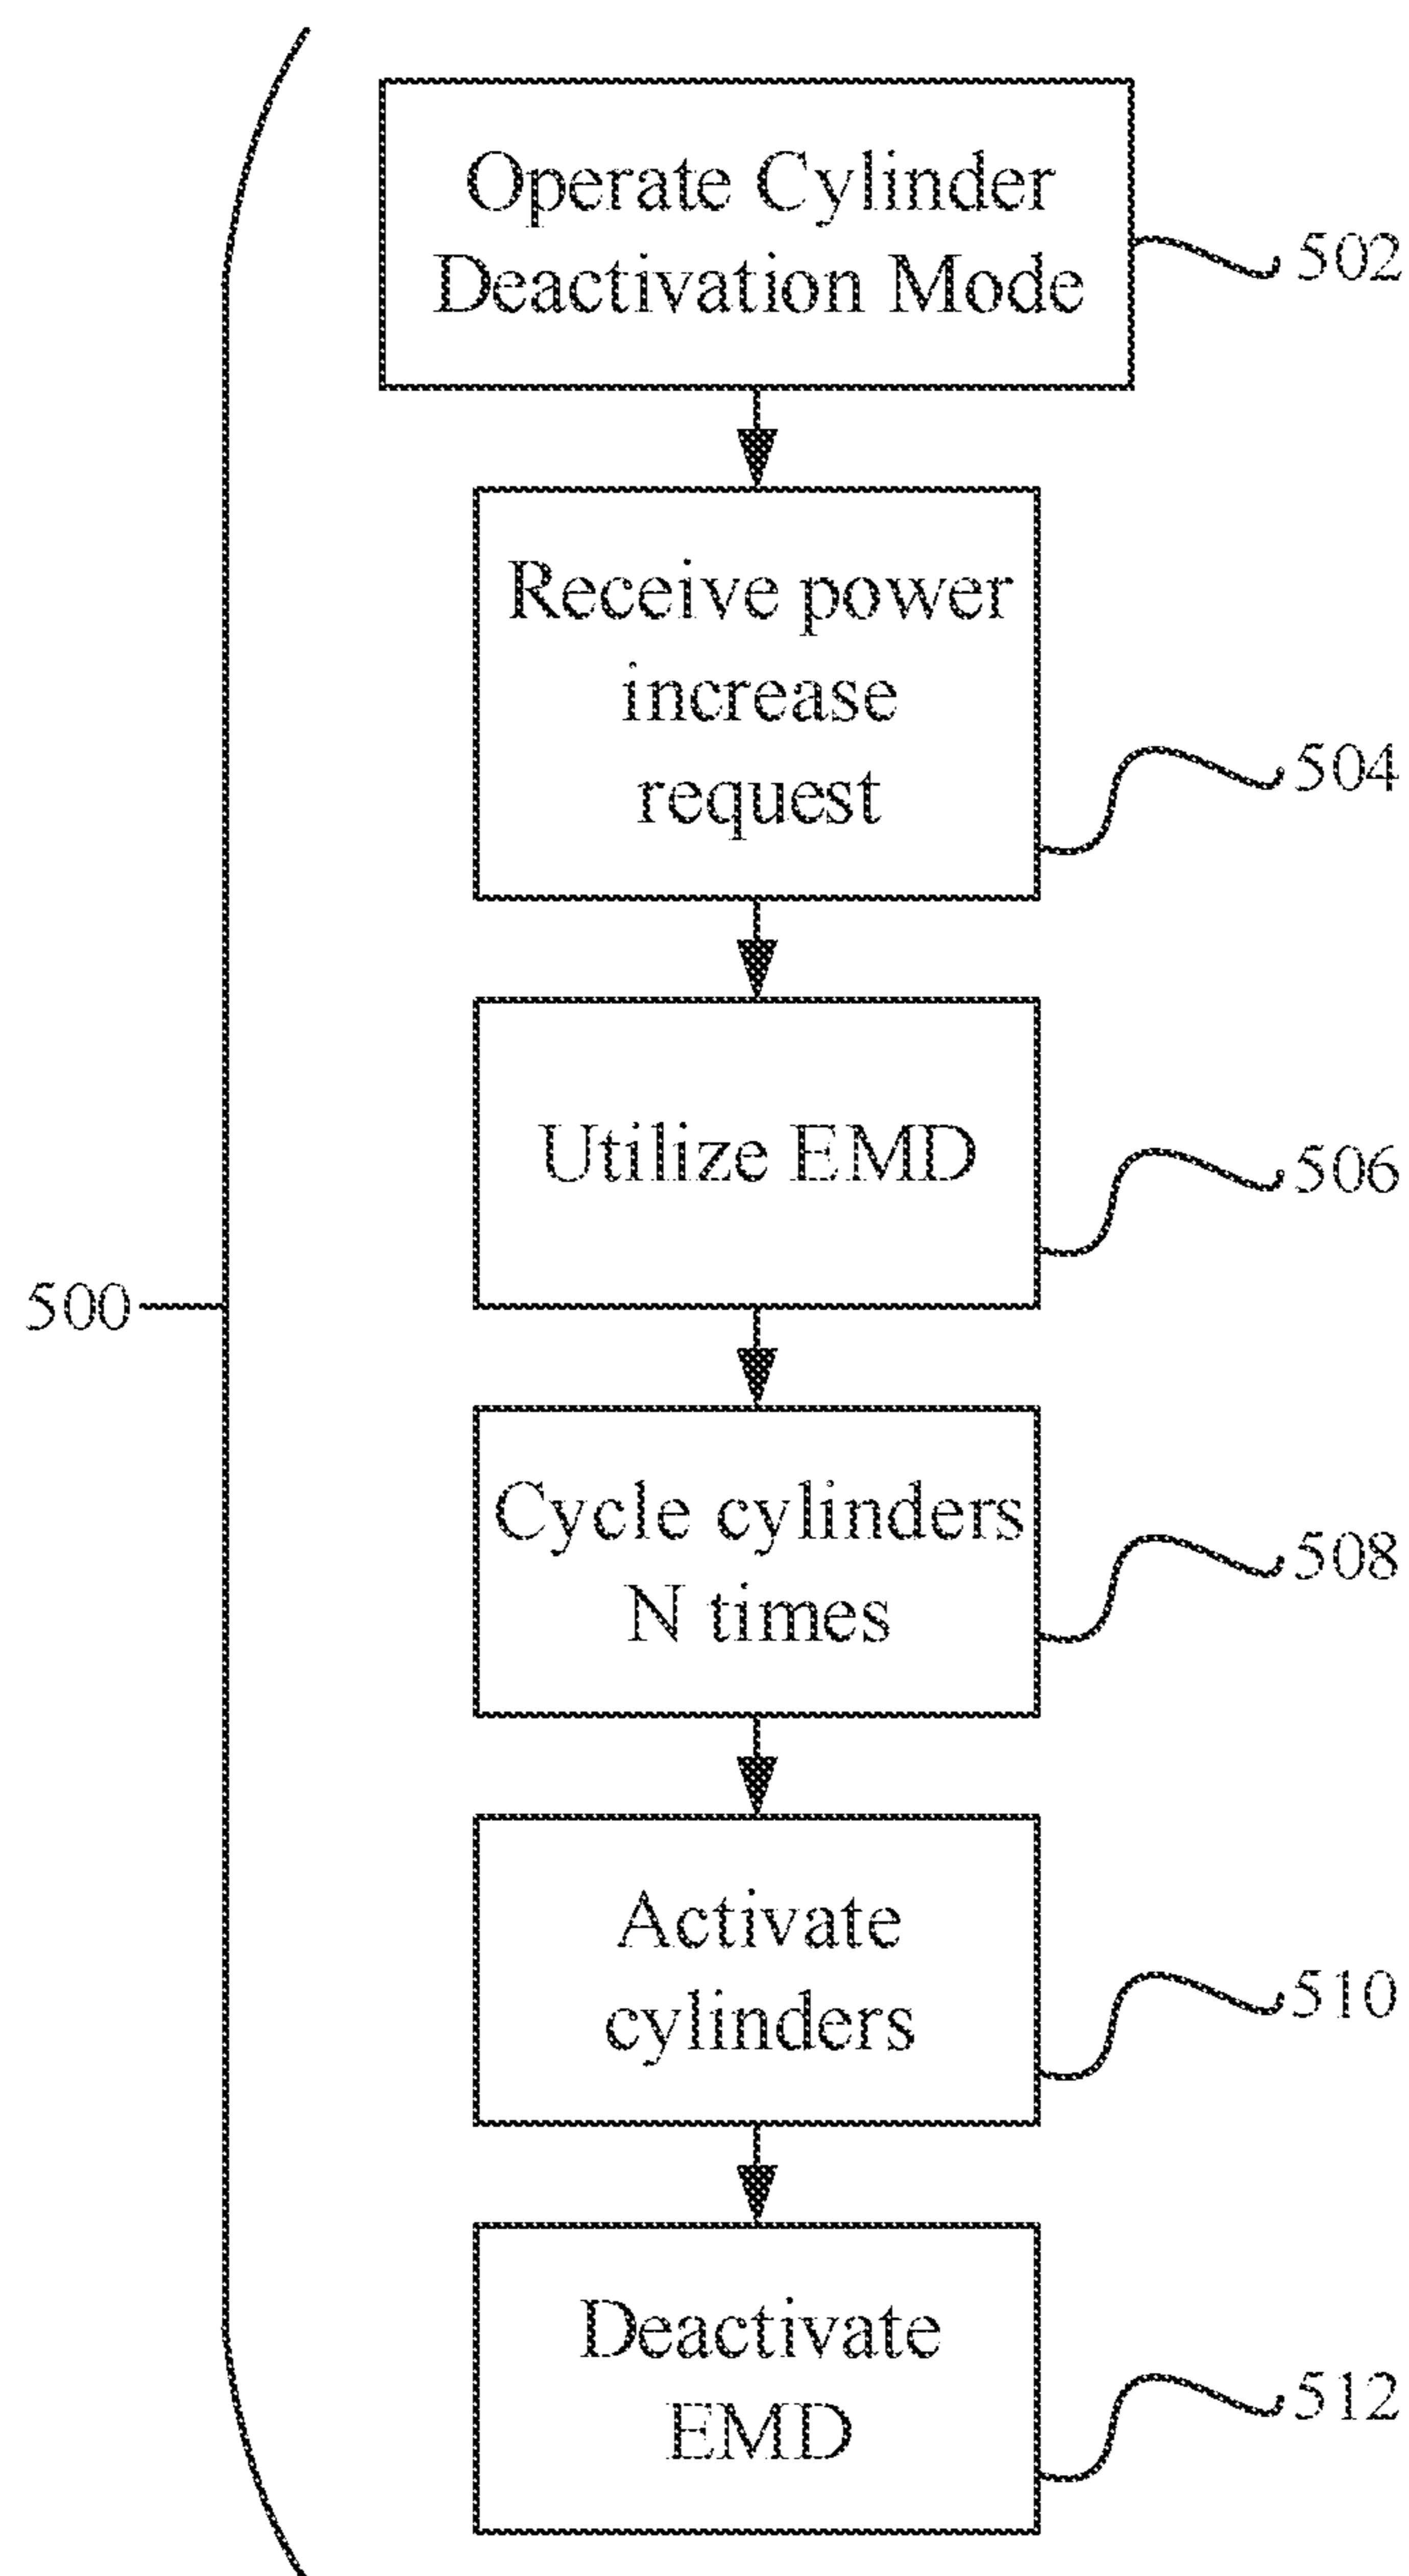 Operate Cylinder
Deactivation Mode
502
Receive power
increase
request
504
Utilize EMD
506
500
Cycle cylinders
N times
508
Activate
cylinders
510
Deactivate
EMD
512